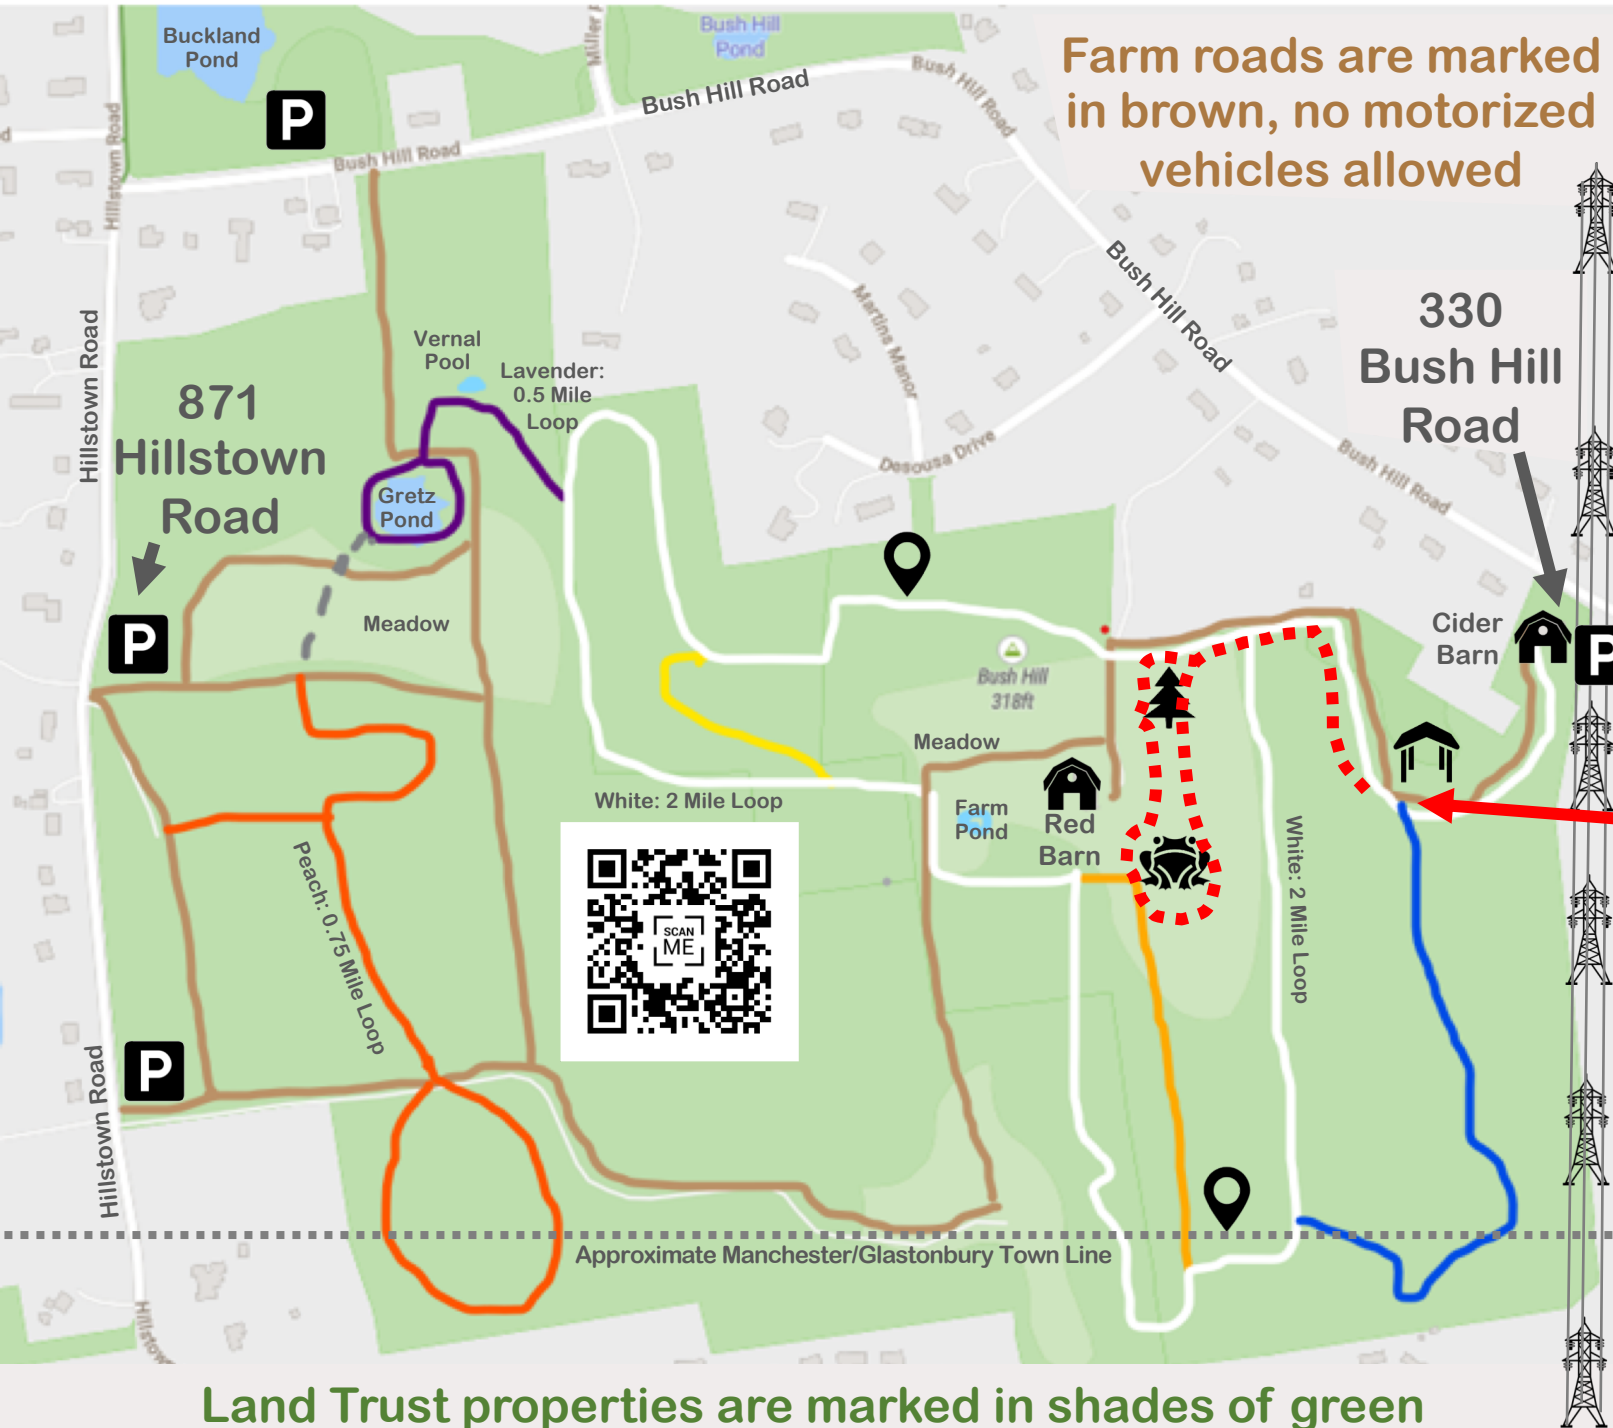 Buckland
Pond
P
Bush Hill
Pond
Bush Hill Road
Bush Hill Road
Bush Hill Road
Farm roads are marked
in brown, no motorized
vehicles allowed
Hillstown Road
Hillstown Road
Vernal
Pool
Lavender:
0.5 Mile
Loop
Martins Manor
Bush Hill Road
330
Bush Hill
Road
871
Hillstown
Road
Gretz
Pond
Desousa Drive
Bush Hill Road
P
Meadow
Cider
Barn
P
Bush Hill
318ft
Meadow
White: 2 Mile Loop
Farm
Pond
Red
Barn
White: 2 Mile Loop
Peach: 0.75 Mile Loop
SCAN
ME
P
Hillstown Road
Approximate Manchester/Glastonbury Town Line
Land Trust properties are marked in shades of green